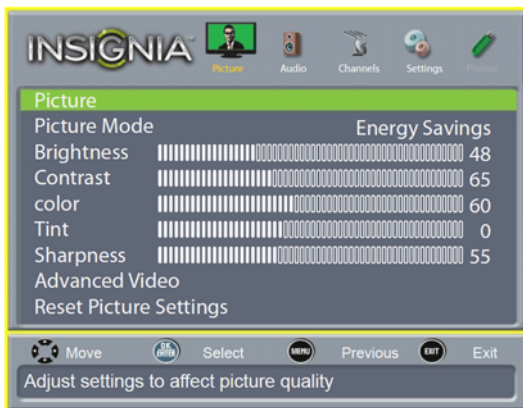 INSIGNIA
Picture Audio Channels Settings Photos
Picture
Picture Mode Energy Savings
Brightness 48
Contrast 65
color 60
Tint 0
Sharpness 55
Advanced Video
Reset Picture Settings
Move OK ENTER Select MENU Previous EXIT Exit
Adjust settings to affect picture quality